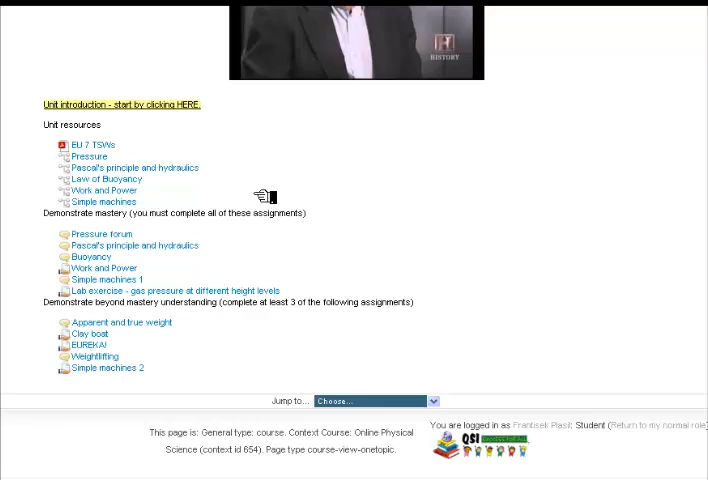 H
HISTORY
Unit introduction - start by clicking HERE.
Unit resources
EU 7 TSWs
Pressure
Pascal's principle and hydraulics
Law of Buoyancy
Work and Power
Simple machines
Demonstrate mastery (you must complete all of these assignments)
Pressure forum
Pascal's principle and hydraulics
Buoyancy
Work and Power
Simple machines 1
Lab exercise - gas pressure at different height levels
Demonstrate beyond mastery understanding (complete at least 3 of the following assignments)
Apparent and true weight
Clay boat
EUREKA!
Weightlifting
Simple machines 2
Jump to... Choose...
You are logged in as Frantisek Plasil: Student (Return to my normal role)
This page is: General type: course. Context Course: Online Physical
Science (context id 654). Page type course-view-onetopic.
QSI